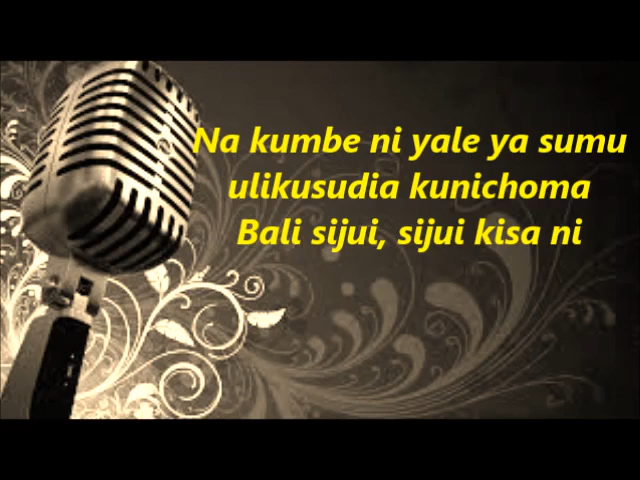 Na kumbe ni yale ya sumu
ulikusudia kunichoma
Bali sijui, sijui kisa ni